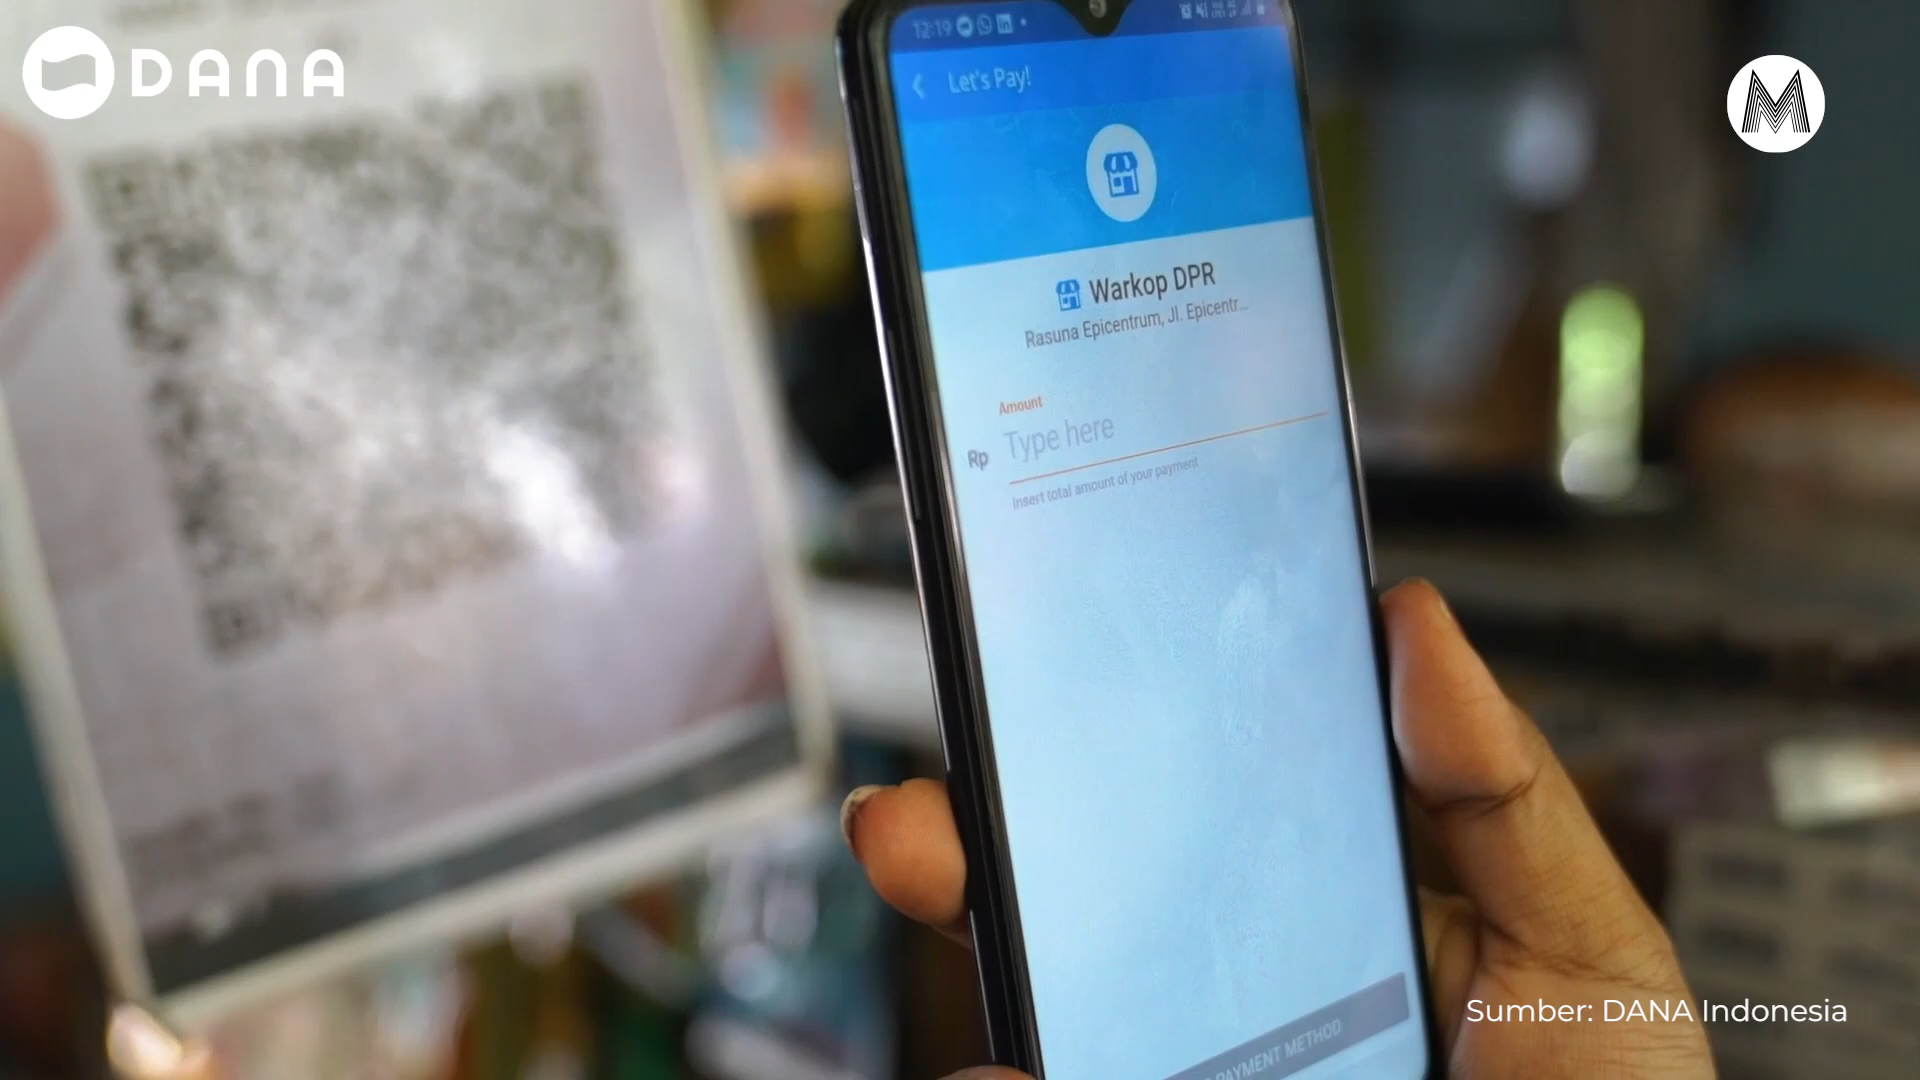 DANA
M
12:19
Let's Pay!
Warkop DPR
Rasuna Epicentrum, Jl. Epicentr...
Amount
Rp Type here
Insert total amount of your payment
PAYMENT METHOD
Sumber: DANA Indonesia